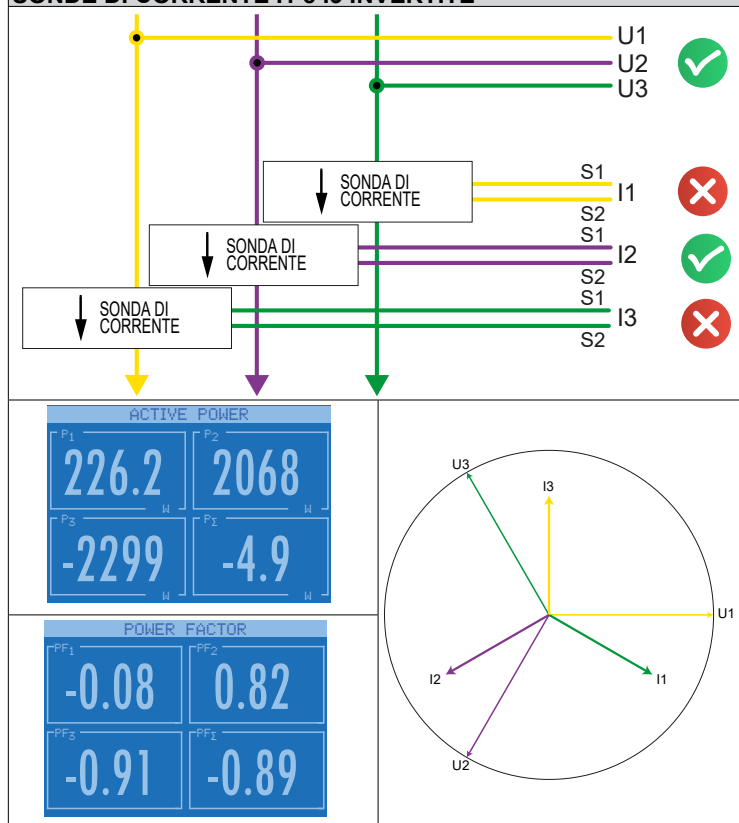 U1
U2
U3
SONDA DI
CORRENTE
S1
I1
S2
SONDA DI
CORRENTE
S1
I2
S2
SONDA DI
CORRENTE
S1
I3
S2
ACTIVE POWER
P1
226.2
W
P2
2068
W
P3
-2299
W
PΣ
-4.9
W
POWER FACTOR
PF1
-0.08
PF2
0.82
PF3
-0.91
PFΣ
-0.89
U3
I3
U1
I2
I1
U2